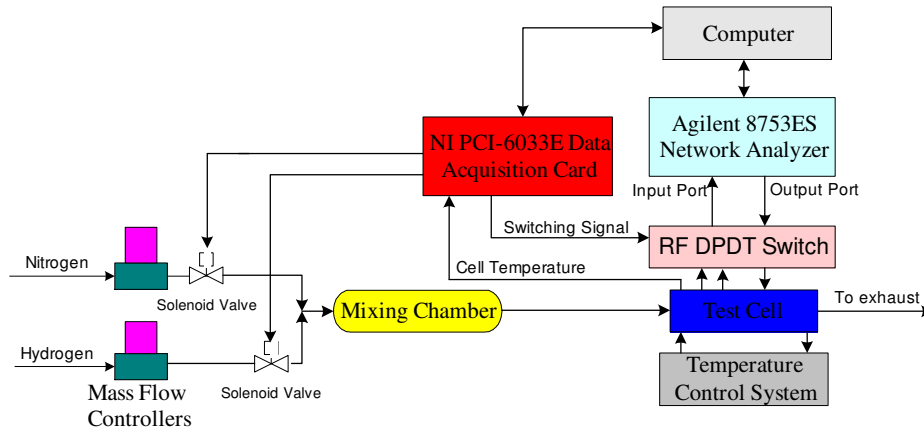 Computer
NI PCI-6033E Data
Acquisition Card
Agilent 8753ES
Network Analyzer
Input Port
Output Port
Switching Signal
RF DPDT Switch
Nitrogen
Cell Temperature
Solenoid Valve
Mixing Chamber
Test Cell
To exhaust
Hydrogen
Solenoid Valve
Mass Flow
Controllers
Temperature
Control System